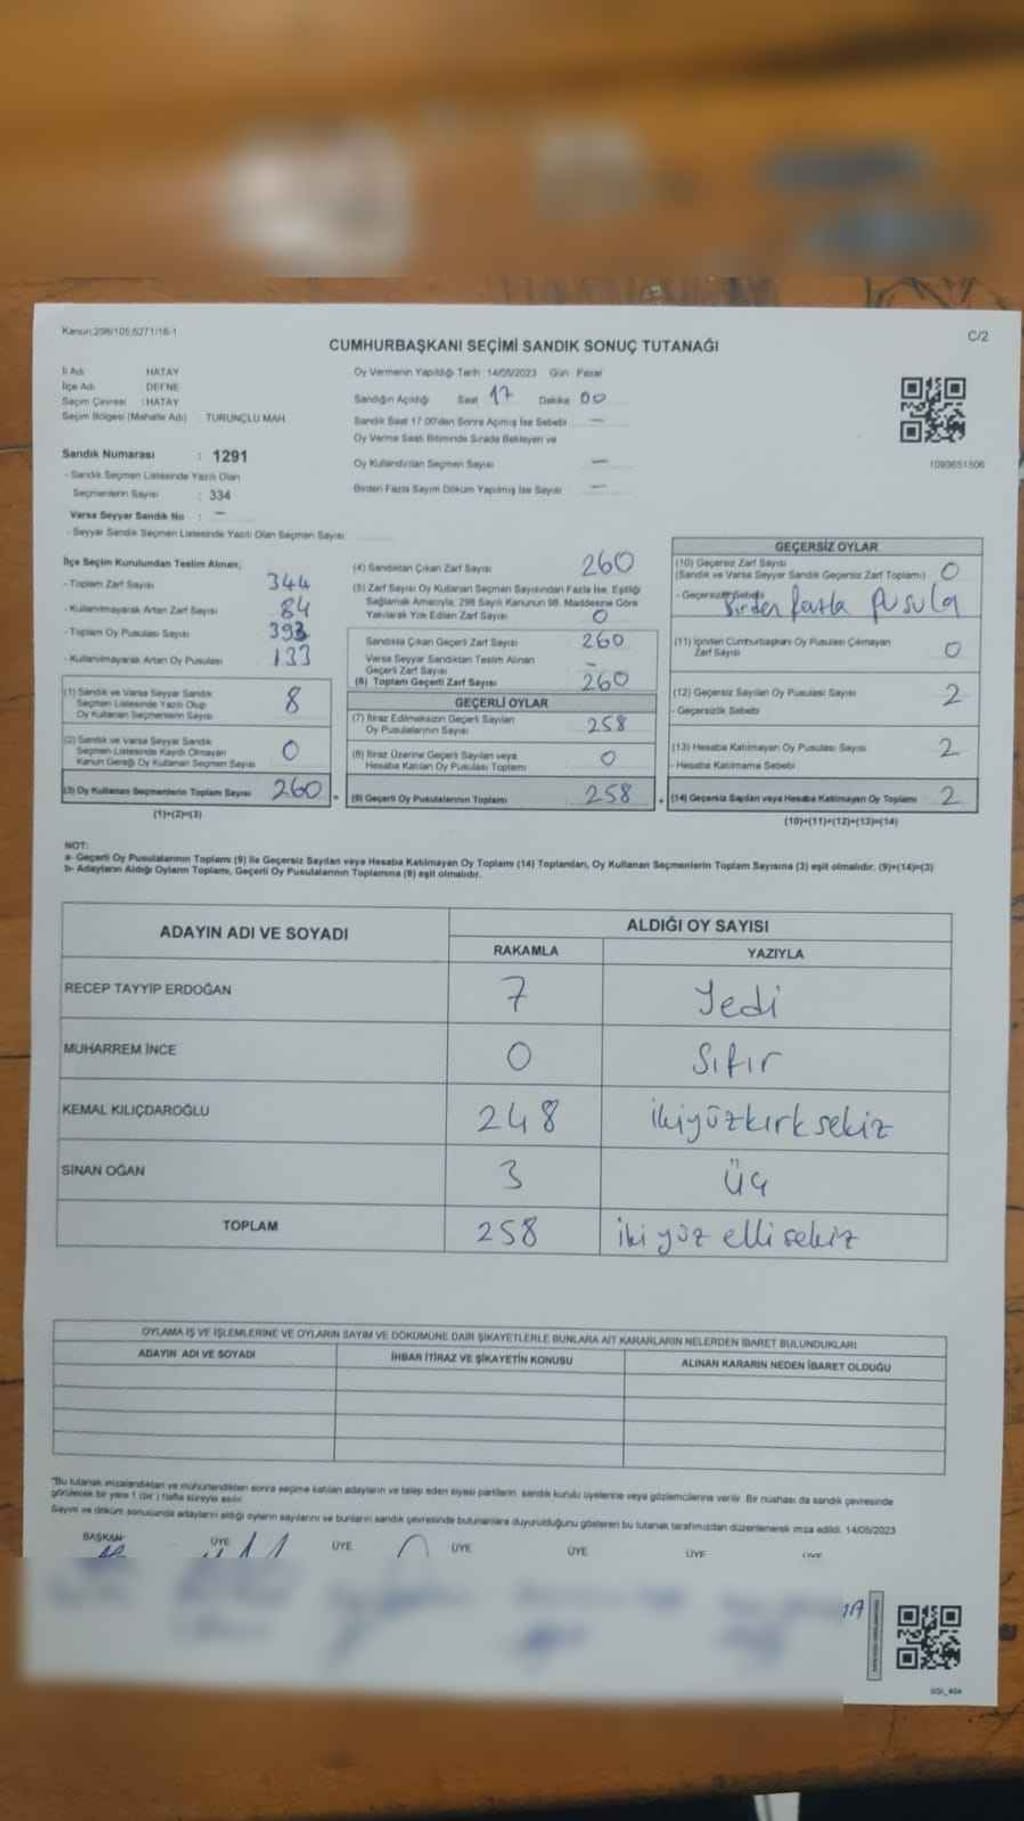 Kanun:298/105;6271/16-1
C/2
CUMHURBAŞKANI SEÇİMİ SANDIK SONUÇ TUTANAĞI
İl Adı HATAY
İlçe Adı DEFNE
Seçim Çevresi : HATAY
Seçim Bölgesi (Mahalle Adı) TURUNÇLU MAH.
Sandık Numarası : 1291
- Sandık Seçmen Listesinde Yazılı Olan
Seçmenlerin Sayısı : 334
Varsa Seyyar Sandık No : -
- Seyyar Sandık Seçmen Listesinde Yazılı Olan Seçmen Sayısı
Oy Vermenin Yapıldığı Tarih : 14/05/2023 Gün : Pazar
Sandığın Açıldığı Saat 17 Dakika 00
Sandık Saat 17.00'den Sonra Açılmış İse Sebebi -
Oy Verme Saati Bitiminde Sırada Bekleyen ve
Oy Kullandırılan Seçmen Sayısı -
Birden Fazla Sayım Döküm Yapılmış İse Sayısı -
1093651506
İlçe Seçim Kurulundan Teslim Alınan;
- Toplam Zarf Sayısı 344
- Kullanılmayarak Artan Zarf Sayısı 84
- Toplam Oy Pusulası Sayısı 393
- Kullanılmayarak Artan Oy Pusulası 133
(1) Sandık ve Varsa Seyyar Sandık
Seçmen Listesinde Yazılı Olup
Oy Kullanan Seçmenlerin Sayısı 8
(2) Sandık ve Varsa Seyyar Sandık
Seçmen Listesinde Kaydı Olmayan
Kanun Gereği Oy Kullanan Seçmen Sayısı 0
(3) Oy Kullanan Seçmenlerin Toplam Sayısı 260
(1)+(2)=(3)
(4) Sandıktan Çıkan Zarf Sayısı 260
(5) Zarf Sayısı Oy Kullanan Seçmen Sayısından Fazla İse, Eşitliği
Sağlamak Amacıyla, 298 Sayılı Kanunun 98. Maddesine Göre
Yakılarak Yok Edilen Zarf Sayısı 0
Sandıkta Çıkan Geçerli Zarf Sayısı 260
Varsa Seyyar Sandıktan Teslim Alınan
Geçerli Zarf Sayısı -
(6) Toplam Geçerli Zarf Sayısı 260
GEÇERLİ OYLAR
(7) İtiraz Edilmeksizin Geçerli Sayılan
Oy Pusulalarının Sayısı 258
(8) İtiraz Üzerine Geçerli Sayılan veya
Hesaba Katılan Oy Pusulası Toplamı 0
(9) Geçerli Oy Pusulalarının Toplamı 258
GEÇERSİZ OYLAR
(10) Geçersiz Zarf Sayısı
(Sandık ve Varsa Seyyar Sandık Geçersiz Zarf Toplamı) 0
- Geçersizlik Sebebi Birden fazla pusula
(11) İçinden Cumhurbaşkanı Oy Pusulası Çıkmayan
Zarf Sayısı 0
(12) Geçersiz Sayılan Oy Pusulası Sayısı 2
- Geçersizlik Sebebi
(13) Hesaba Katılmayan Oy Pusulası Sayısı 2
- Hesaba Katılmama Sebebi
(14) Geçersiz Sayılan veya Hesaba Katılmayan Oy Toplamı 2
(10)+(11)+(12)+(13)=(14)
NOT:
a- Geçerli Oy Pusulalarının Toplamı (9) ile Geçersiz Sayılan veya Hesaba Katılmayan Oy Toplamı (14) Toplamları, Oy Kullanan Seçmenlerin Toplam Sayısına (3) eşit olmalıdır. (9)+(14)=(3)
b- Adayların Aldığı Oyların Toplamı, Geçerli Oy Pusulalarının Toplamına (9) eşit olmalıdır.
ADAYIN ADI VE SOYADI
ALDIĞI OY SAYISI
RAKAMLA YAZIYLA
RECEP TAYYİP ERDOĞAN 7 Yedi
MUHARREM İNCE 0 Sıfır
KEMAL KILIÇDAROĞLU 248 ikiyüzkırk sekiz
SİNAN OĞAN 3 üç
TOPLAM 258 iki yüz elli sekiz
OYLAMA İŞ VE İŞLEMLERİNE VE OYLARIN SAYIM VE DÖKÜMÜNE DAİR ŞİKAYETLERLE BUNLARA AİT KARARLARIN NELERDEN İBARET BULUNDUKLARI
ADAYIN ADI VE SOYADI İHBAR İTİRAZ VE ŞİKAYETİN KONUSU ALINAN KARARIN NEDEN İBARET OLDUĞU
"Bu tutanak imzalandıktan ve mühürlendikten sonra seçime katılan adayların ve talep eden siyasi partilerin, sandık kurulu üyelerine veya gözlemcilerine verilir. Bir nüshası da sandık çevresinde
görülecek bir yere 1 (bir) hafta süreyle asılır.
Sayım ve döküm sonucunda adayların aldığı oyların sayılarını ve bunların sandık çevresinde bulunanlara duyurulduğunu gösteren bu tutanak tarafımızdan düzenlenerek imza edildi. 14/05/2023
BAŞKAN ÜYE ÜYE ÜYE ÜYE ÜYE ÜYE